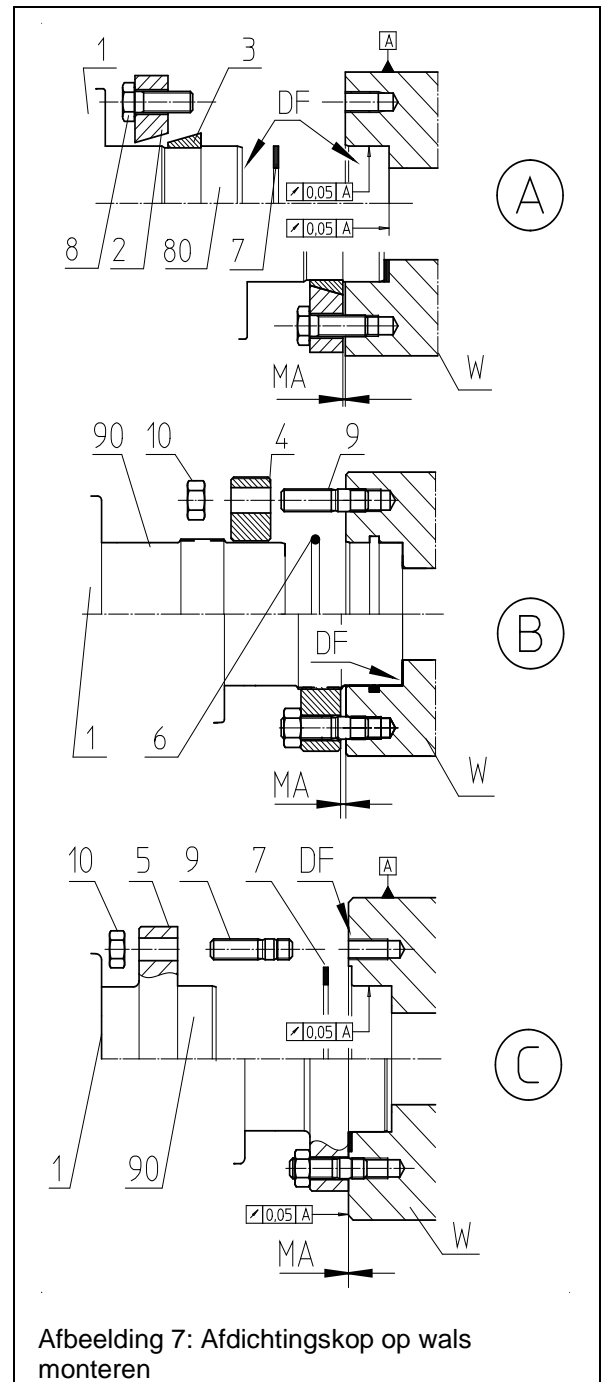 1 3 A
DF
↗ 0,05 A
↗ 0,05 A
A
8 2 80 7
W
MA
90 10 4 9
B
DF
1 6
W
MA
10 5 9 7 DF A
↗ 0,05 A
C
1 90
↗ 0,05 A
W
MA
Afbeelding 7: Afdichtingskop op wals
monteren